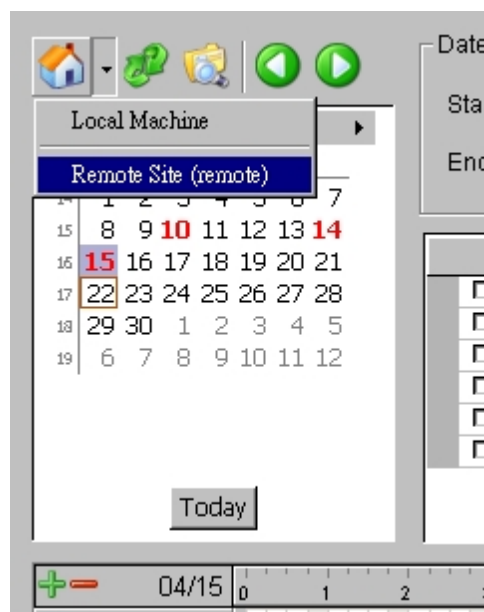 Date
Sta
End
Local Machine
Remote Site (remote)
14 1 2 3 4 5 6 7
15 8 9 10 11 12 13 14
16 15 16 17 18 19 20 21
17 22 23 24 25 26 27 28
18 29 30 1 2 3 4 5
19 6 7 8 9 10 11 12
Today
04/15 0 1 2